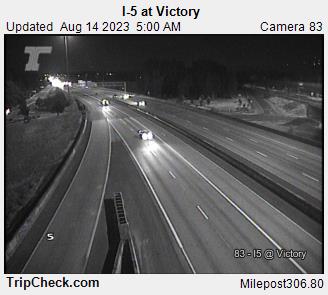 I-5 at Victory
Updated Aug 14 2023 5:00 AM Camera 83
83 - I5 @ Victory
TripCheck.com Milepost306.80